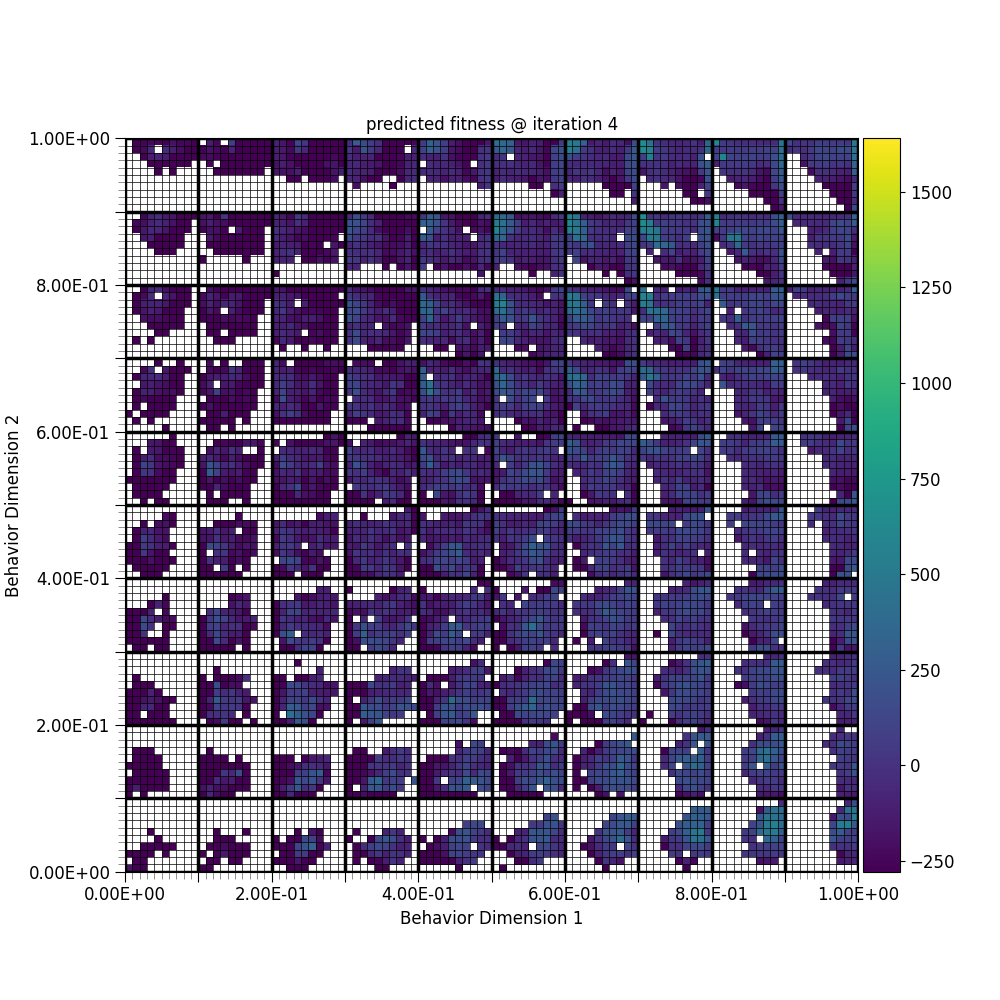 predicted fitness @ iteration 4
1.00E+00
8.00E-01
6.00E-01
4.00E-01
2.00E-01
0.00E+00
Behavior Dimension 2
0.00E+00 2.00E-01 4.00E-01 6.00E-01 8.00E-01 1.00E+00
Behavior Dimension 1
1500
1250
1000
750
500
250
0
−250